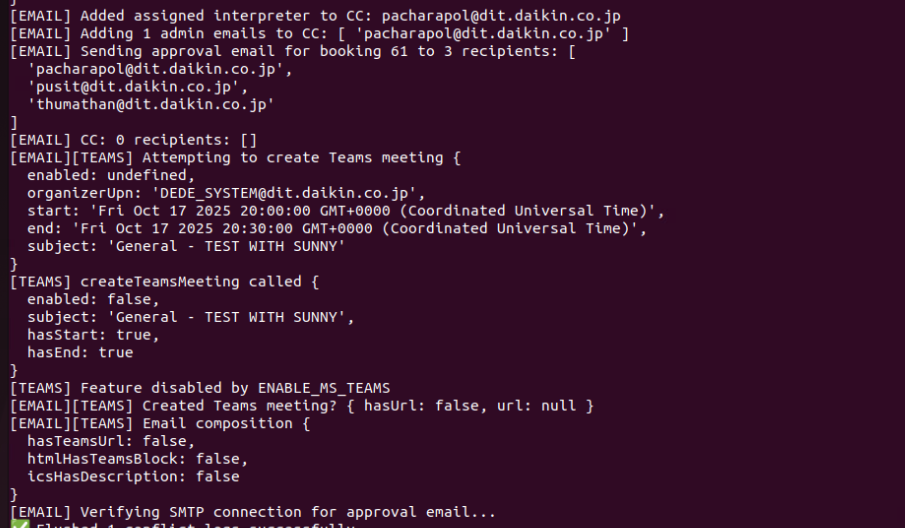 }
[EMAIL] Added assigned interpreter to CC: pacharapol@dit.daikin.co.jp
[EMAIL] Adding 1 admin emails to CC: [ 'pacharapol@dit.daikin.co.jp' ]
[EMAIL] Sending approval email for booking 61 to 3 recipients: [
  'pacharapol@dit.daikin.co.jp',
  'pusit@dit.daikin.co.jp',
  'thumathan@dit.daikin.co.jp'
]
[EMAIL] CC: 0 recipients: []
[EMAIL][TEAMS] Attempting to create Teams meeting {
  enabled: undefined,
  organizerUpn: 'DEDE_SYSTEM@dit.daikin.co.jp',
  start: 'Fri Oct 17 2025 20:00:00 GMT+0000 (Coordinated Universal Time)',
  end: 'Fri Oct 17 2025 20:30:00 GMT+0000 (Coordinated Universal Time)',
  subject: 'General - TEST WITH SUNNY'
}
[TEAMS] createTeamsMeeting called {
  enabled: false,
  subject: 'General - TEST WITH SUNNY',
  hasStart: true,
  hasEnd: true
}
[TEAMS] Feature disabled by ENABLE_MS_TEAMS
[EMAIL][TEAMS] Created Teams meeting? { hasUrl: false, url: null }
[EMAIL][TEAMS] Email composition {
  hasTeamsUrl: false,
  htmlHasTeamsBlock: false,
  icsHasDescription: false
}
[EMAIL] Verifying SMTP connection for approval email...
✅ Flushed 1 conflict logs successfully